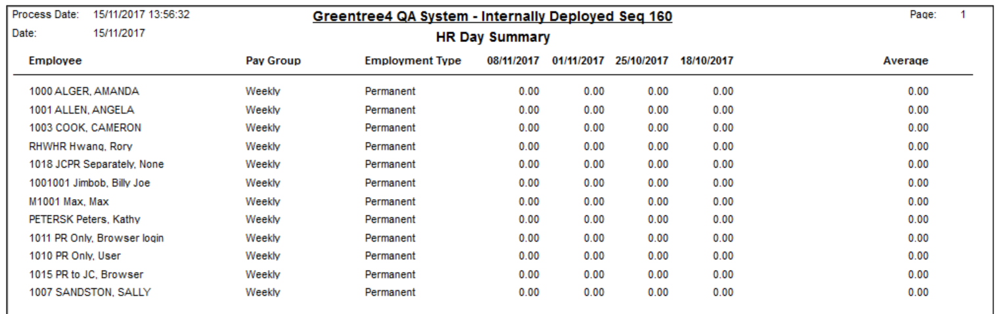 Process Date: 15/11/2017 13:56:32 Greentree4 QA System - Internally Deployed Seq 160 Page: 1
Date: 15/11/2017
HR Day Summary
Employee Pay Group Employment Type 08/11/2017 01/11/2017 25/10/2017 18/10/2017 Average
1000 ALGER, AMANDA Weekly Permanent 0.00 0.00 0.00 0.00 0.00
1001 ALLEN, ANGELA Weekly Permanent 0.00 0.00 0.00 0.00 0.00
1003 COOK, CAMERON Weekly Permanent 0.00 0.00 0.00 0.00 0.00
RHWHR Hwang, Rory Weekly Permanent 0.00 0.00 0.00 0.00 0.00
1018 JCPR Separately, None Weekly Permanent 0.00 0.00 0.00 0.00 0.00
1001001 Jimbob, Billy Joe Weekly Permanent 0.00 0.00 0.00 0.00 0.00
M1001 Max, Max Weekly Permanent 0.00 0.00 0.00 0.00 0.00
PETERSK Peters, Kathy Weekly Permanent 0.00 0.00 0.00 0.00 0.00
1011 PR Only, Browser login Weekly Permanent 0.00 0.00 0.00 0.00 0.00
1010 PR Only, User Weekly Permanent 0.00 0.00 0.00 0.00 0.00
1015 PR to JC, Browser Weekly Permanent 0.00 0.00 0.00 0.00 0.00
1007 SANDSTON, SALLY Weekly Permanent 0.00 0.00 0.00 0.00 0.00